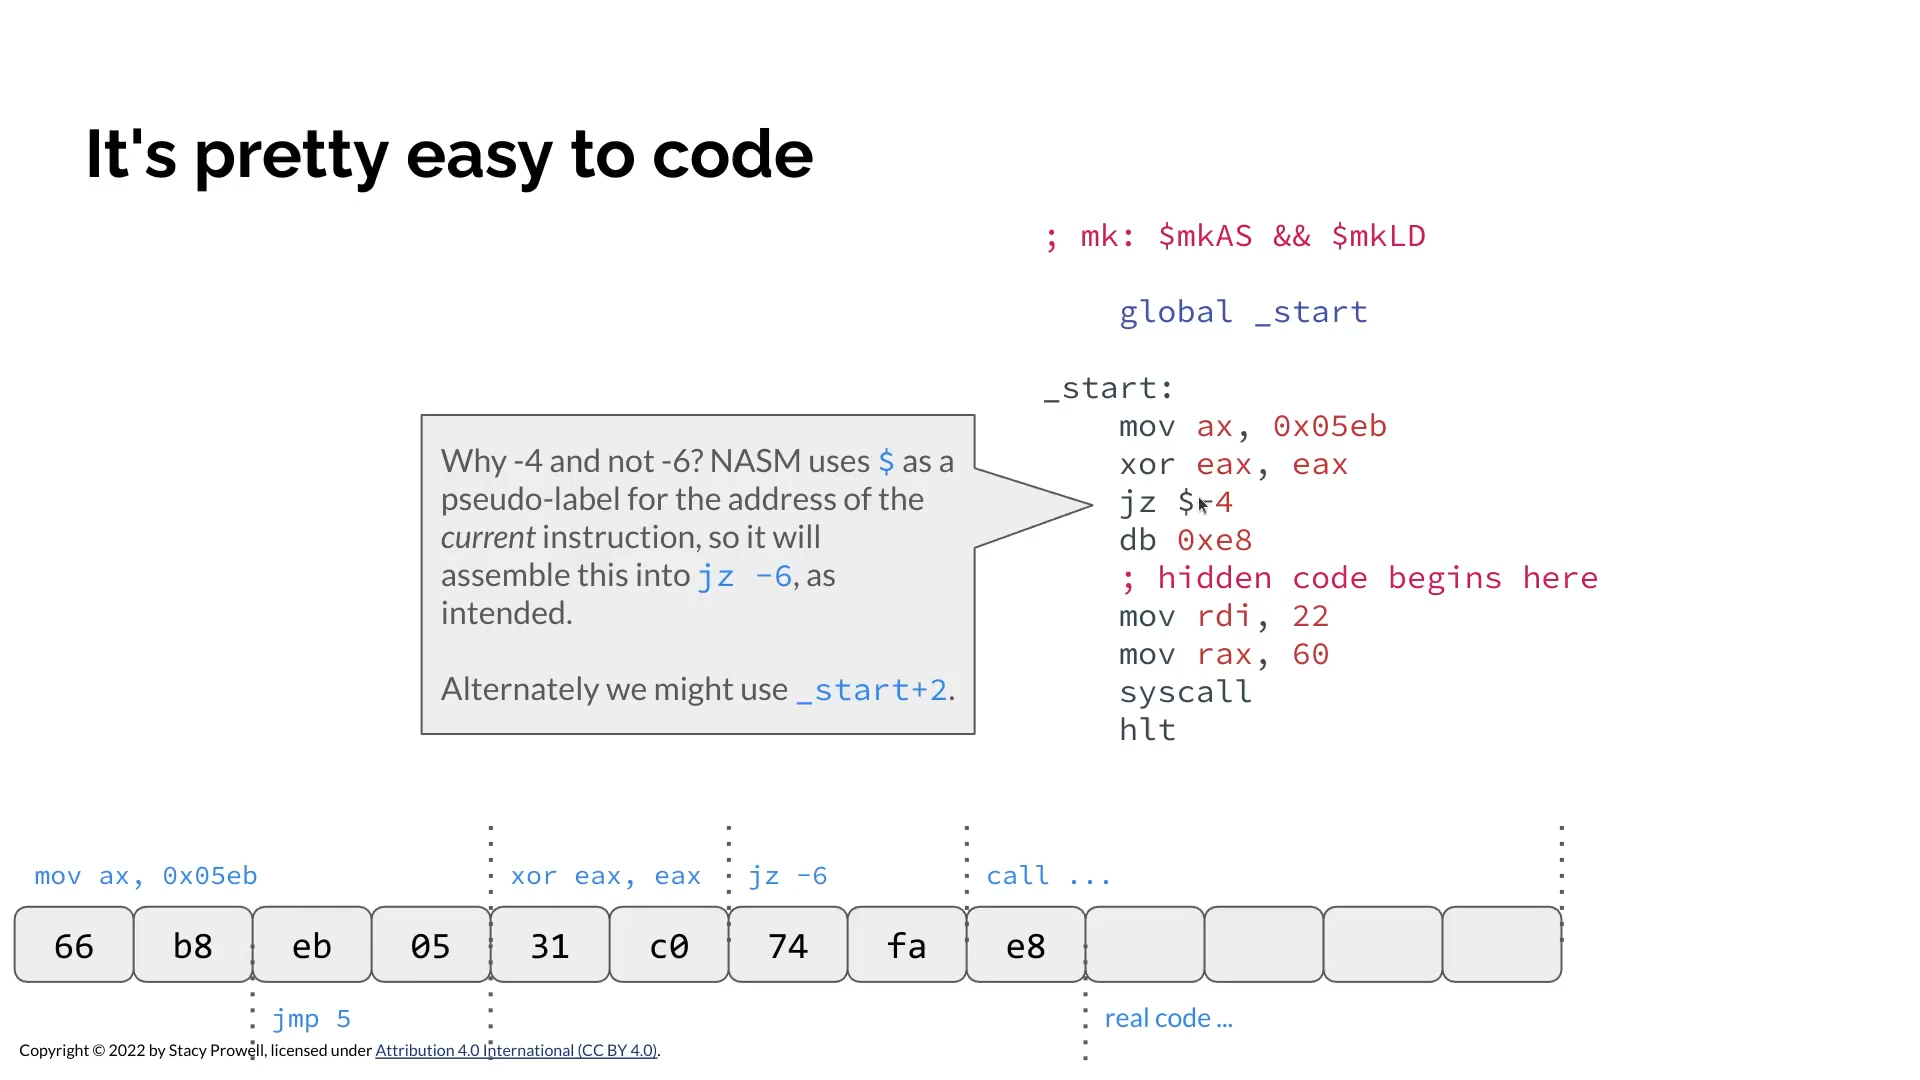 It's pretty easy to code
; mk: $mkAS && $mkLD
global _start
_start:
mov ax, 0x05eb
xor eax, eax
jz $-4
db 0xe8
; hidden code begins here
mov rdi, 22
mov rax, 60
syscall
hlt
Why -4 and not -6? NASM uses $ as a
pseudo-label for the address of the
current instruction, so it will
assemble this into jz -6, as
intended.
Alternately we might use _start+2.
mov ax, 0x05eb
xor eax, eax
jz -6
call ...
66 b8 eb 05 31 c0 74 fa e8
jmp 5
real code ...
Copyright © 2022 by Stacy Prowell, licensed under Attribution 4.0 International (CC BY 4.0).